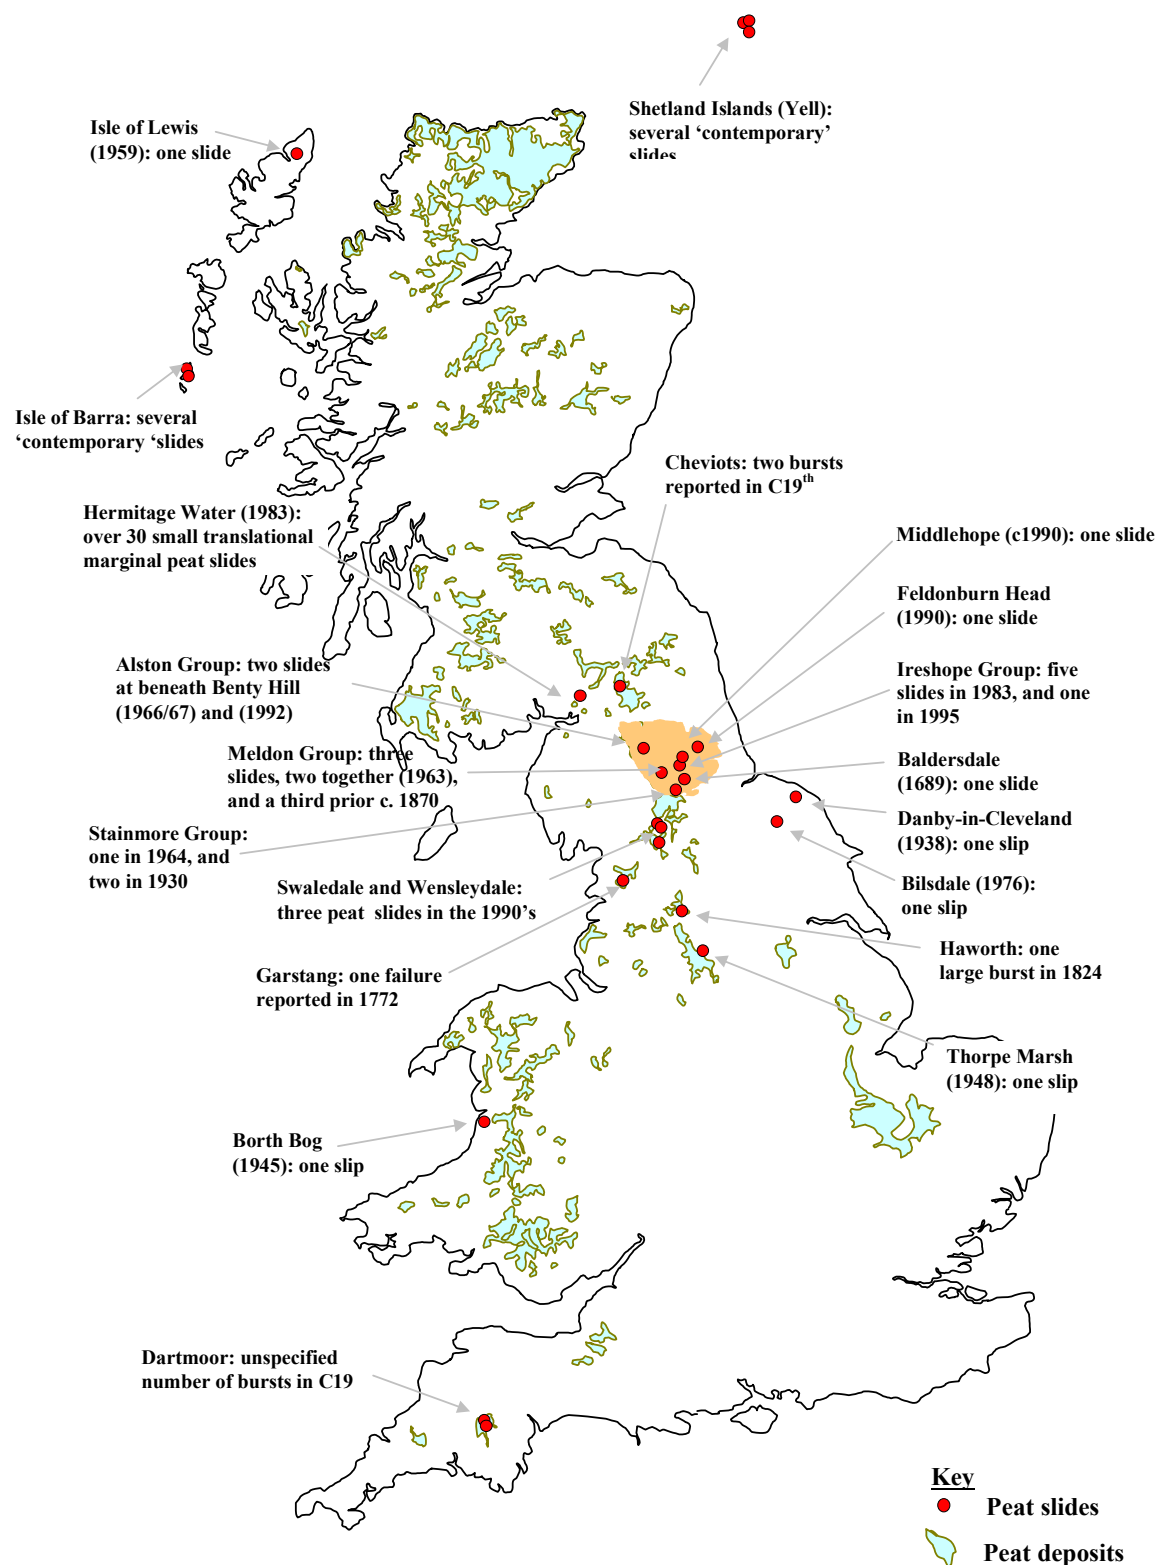 Shetland Islands (Yell):
several ‘contemporary’
slides
Isle of Lewis
(1959): one slide
Isle of Barra: several
‘contemporary ‘slides
Cheviots: two bursts
reported in C19th
Hermitage Water (1983):
over 30 small translational
marginal peat slides
Middlehope (c1990): one slide
Feldonburn Head
(1990): one slide
Alston Group: two slides
at beneath Benty Hill
(1966/67) and (1992)
Ireshope Group: five
slides in 1983, and one
in 1995
Meldon Group: three
slides, two together (1963),
and a third prior c. 1870
Baldersdale
(1689): one slide
Stainmore Group:
one in 1964, and
two in 1930
Danby-in-Cleveland
(1938): one slip
Swaledale and Wensleydale:
three peat  slides in the 1990’s
Bilsdale (1976):
one slip
Garstang: one failure
reported in 1772
Haworth: one
large burst in 1824
Thorpe Marsh
(1948): one slip
Borth Bog
(1945): one slip
Dartmoor: unspecified
number of bursts in C19
Key
Peat slides
Peat deposits